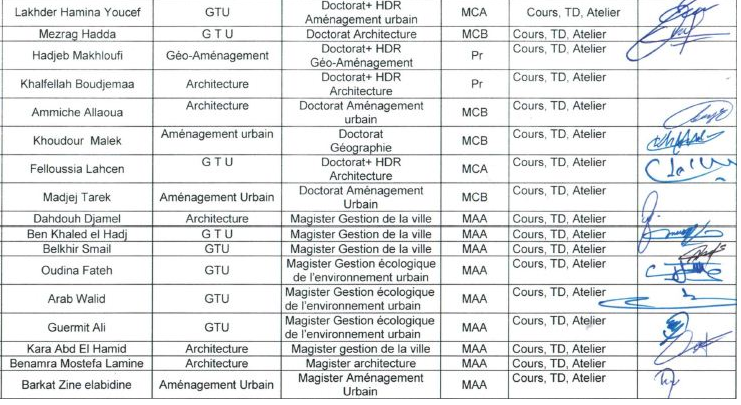 Lakhder Hamina Youcef GTU Doctorat+ HDR Aménagement urbain MCA Cours, TD, Atelier
Mezrag Hadda G T U Doctorat Architecture MCB Cours, TD, Atelier
Hadjeb Makhloufi Géo-Aménagement Doctorat+ HDR Géo-Aménagement Pr Cours, TD, Atelier
Khalfellah Boudjemaa Architecture Doctorat+ HDR Architecture Pr Cours, TD, Atelier
Ammiche Allaoua Architecture Doctorat Aménagement urbain MCB Cours, TD, Atelier
Khoudour Malek Aménagement urbain Doctorat Géographie MCB Cours, TD, Atelier
Felloussia Lahcen G T U Doctorat+ HDR Architecture MCA Cours, TD, Atelier
Madjej Tarek Aménagement Urbain Doctorat Aménagement Urbain MCB Cours, TD, Atelier
Dahdouh Djamel Architecture Magister Gestion de la ville MAA Cours, TD, Atelier
Ben Khaled el Hadj G T U Magister Gestion de la ville MAA Cours, TD, Atelier
Belkhir Smail GTU Magister Gestion de la ville MAA Cours, TD, Atelier
Oudina Fateh GTU Magister Gestion écologique de l'environnement urbain MAA Cours, TD, Atelier
Arab Walid GTU Magister Gestion écologique de l'environnement urbain MAA Cours, TD, Atelier
Guermit Ali GTU Magister Gestion écologique de l'environnement urbain MAA Cours, TD, Atelier
Kara Abd El Hamid Architecture Magister gestion de la ville MAA Cours, TD, Atelier
Benamra Mostefa Lamine Architecture Magister architecture MAA Cours, TD, Atelier
Barkat Zine elabidine Aménagement Urbain Magister Aménagement Urbain MAA Cours, TD, Atelier